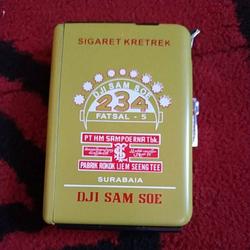 SIGARET KRETEK
DJI SAM SOE
234
FATSAL - 5
PT HM SAMPOERNA Tbk.
PABRIK ROKOK LIEM SEENG TEE
SURABAIA
DJI SAM SOE